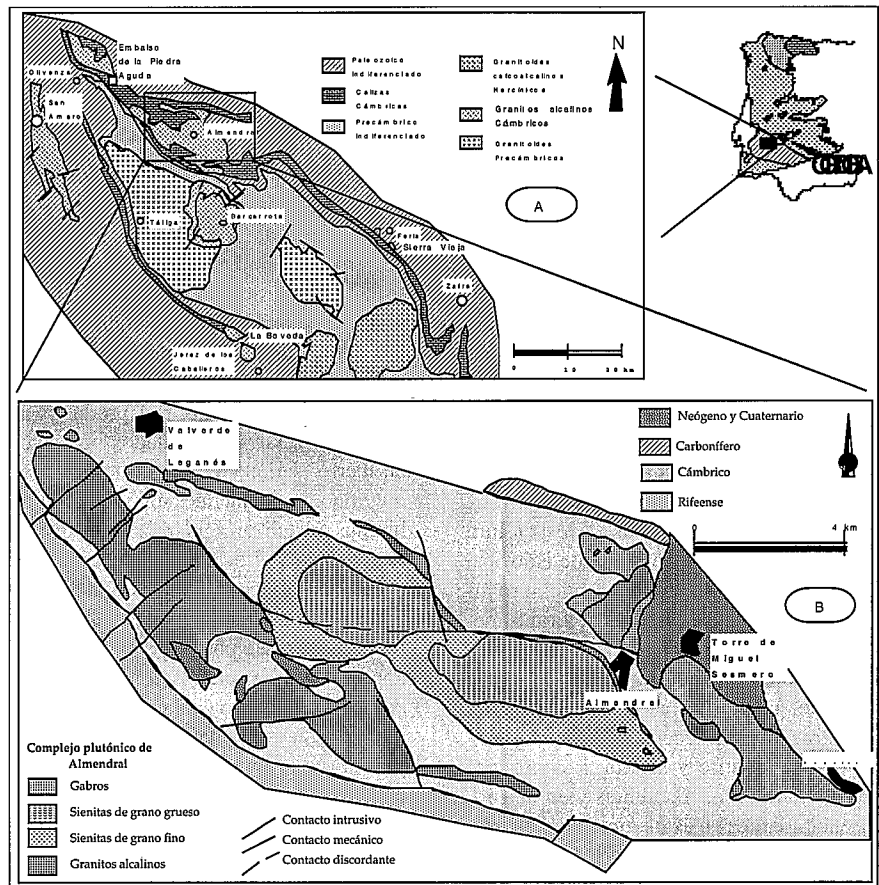 Embalse
de la Piedra
Aguda
Olivenza
San
Amaro
Almendral
Táliga
Barcarrota
Feria
Sierra Vieja
Zafra
La Boveda
Jerez de los
Caballeros
Paleozoico
Indiferenciado
Calizas
Cámbricas
Precámbrico
Indiferenciado
Granitoides
calcoalcalinos
Hercínicos
Granitos alcalinos
Cámbricos
Granitoides
Precámbricos
N
A
0 10 20 km
Valverde
de
Leganés
Neógeno y Cuaternario
Carbonífero
Cámbrico
Rifeense
0 4 km
B
Torre de
Miguel
Sesmero
Almendral
Complejo plutónico de
Almendral
Gabros
Sienitas de grano grueso
Sienitas de grano fino
Granitos alcalinos
Contacto intrusivo
Contacto mecánico
Contacto discordante